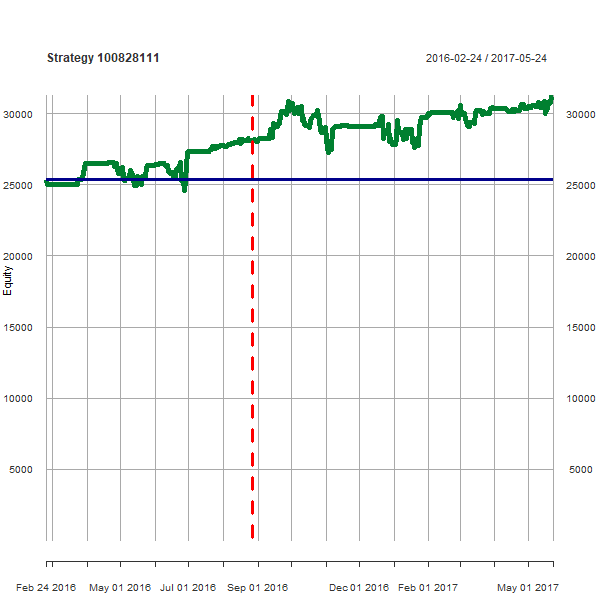 Strategy 100828111
2016-02-24 / 2017-05-24
30000
25000
20000
15000
10000
5000
Equity
30000
25000
20000
15000
10000
5000
Feb 24 2016
May 01 2016
Jul 01 2016
Sep 01 2016
Dec 01 2016
Feb 01 2017
May 01 2017